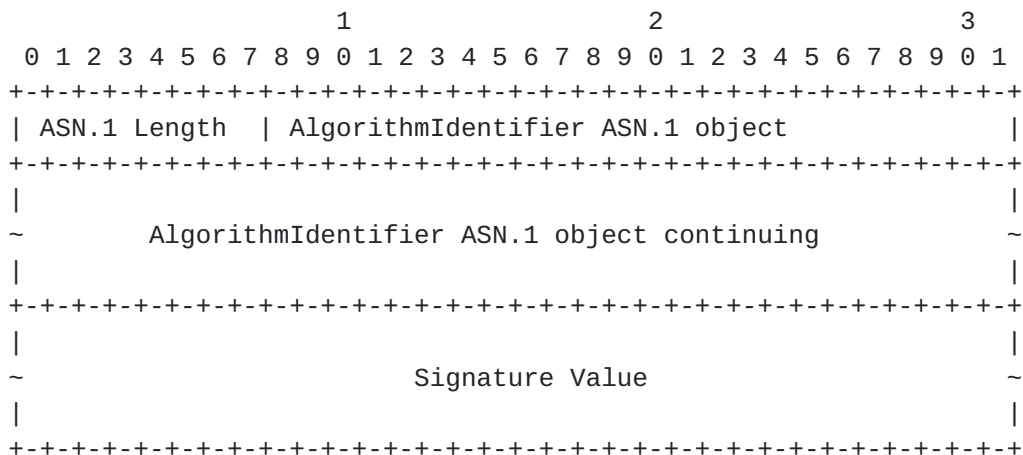 1                   2                   3
 0 1 2 3 4 5 6 7 8 9 0 1 2 3 4 5 6 7 8 9 0 1 2 3 4 5 6 7 8 9 0 1
+-+-+-+-+-+-+-+-+-+-+-+-+-+-+-+-+-+-+-+-+-+-+-+-+-+-+-+-+-+-+-+-+
| ASN.1 Length  | AlgorithmIdentifier ASN.1 object              |
+-+-+-+-+-+-+-+-+-+-+-+-+-+-+-+-+-+-+-+-+-+-+-+-+-+-+-+-+-+-+-+-+
|                                                               |
~        AlgorithmIdentifier ASN.1 object continuing            ~
|                                                               |
+-+-+-+-+-+-+-+-+-+-+-+-+-+-+-+-+-+-+-+-+-+-+-+-+-+-+-+-+-+-+-+-+
|                                                               |
~                         Signature Value                       ~
|                                                               |
+-+-+-+-+-+-+-+-+-+-+-+-+-+-+-+-+-+-+-+-+-+-+-+-+-+-+-+-+-+-+-+-+